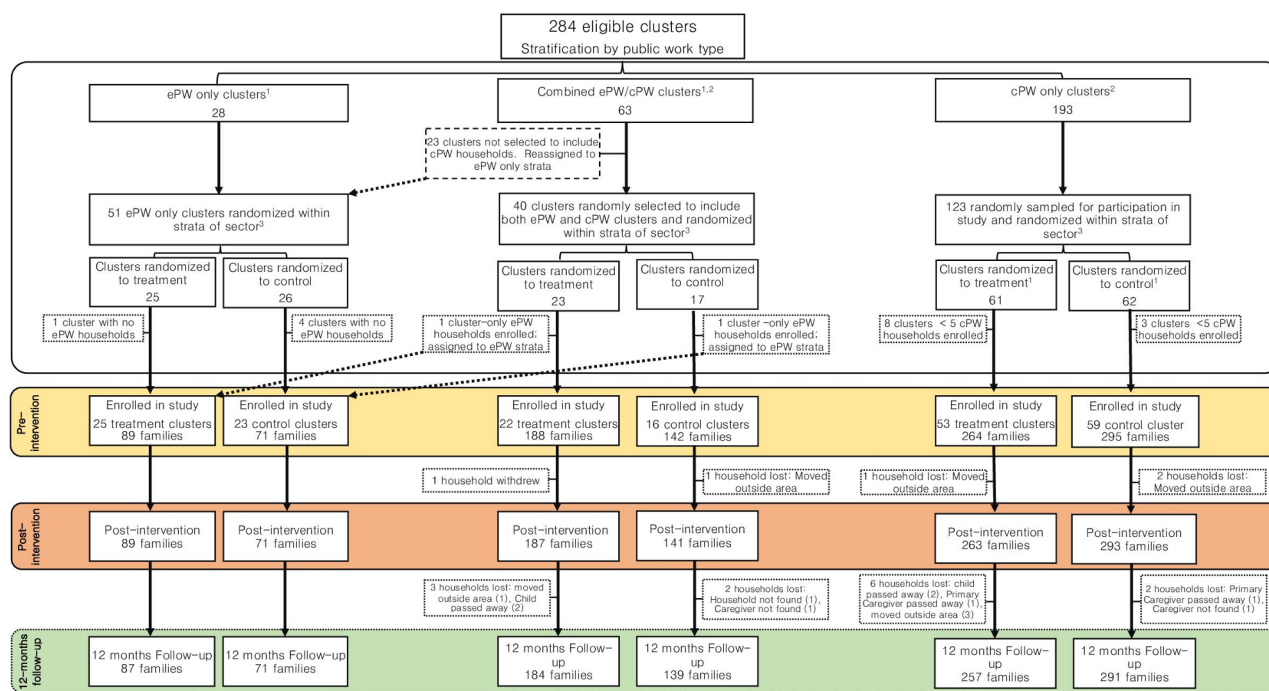 284 eligible clusters
Stratification by public work type
ePW only clusters¹
28
Combined ePW/cPW clusters¹,²
63
cPW only clusters²
193
23 clusters not selected to include
cPW households. Reassigned to
ePW only strata
51 ePW only clusters randomized within
strata of sector³
40 clusters randomly selected to include
both ePW and cPW clusters and randomized
within strata of sector³
123 randomly sampled for participation in
study and randomized within strata of
sector³
Clusters randomized
to treatment
25
Clusters randomized
to control
26
Clusters randomized
to treatment
23
Clusters randomized
to control
17
Clusters randomized
to treatment¹
61
Clusters randomized
to control¹
62
1 cluster with no
ePW households
4 clusters with no
ePW households
1 cluster-only ePW
households enrolled;
assigned to ePW strata
1 cluster -only ePW
households enrolled;
assigned to ePW strata
8 clusters < 5 cPW
households enrolled
3 clusters <5 cPW
households enrolled
Pre-
intervention
Enrolled in study
25 treatment clusters
89 families
Enrolled in study
23 control clusters
71 families
Enrolled in study
22 treatment clusters
188 families
Enrolled in study
16 control clusters
142 families
Enrolled in study
53 treatment clusters
264 families
Enrolled in study
59 control cluster
295 families
1 household withdrew
1 household lost: Moved
outside area
1 household lost: Moved
outside area
2 households lost:
Moved outside area
Post-
intervention
Post-intervention
89 families
Post-intervention
71 families
Post-intervention
187 families
Post-intervention
141 families
Post-intervention
263 families
Post-intervention
293 families
3 households lost: moved
outside area (1), Child
passed away (2)
2 households lost:
Household not found (1),
Caregiver not found (1)
6 households lost: child
passed away (2), Primary
Caregiver passed away (1),
moved outside area (3)
2 households lost: Primary
Caregiver passed away (1),
Caregiver not found (1)
12-months
follow-up
12 months Follow-up
87 families
12 months Follow-up
71 families
12 months Follow-
up
184 families
12 months Follow-
up
139 families
12 months Follow-
up
257 families
12 months Follow-
up
291 families